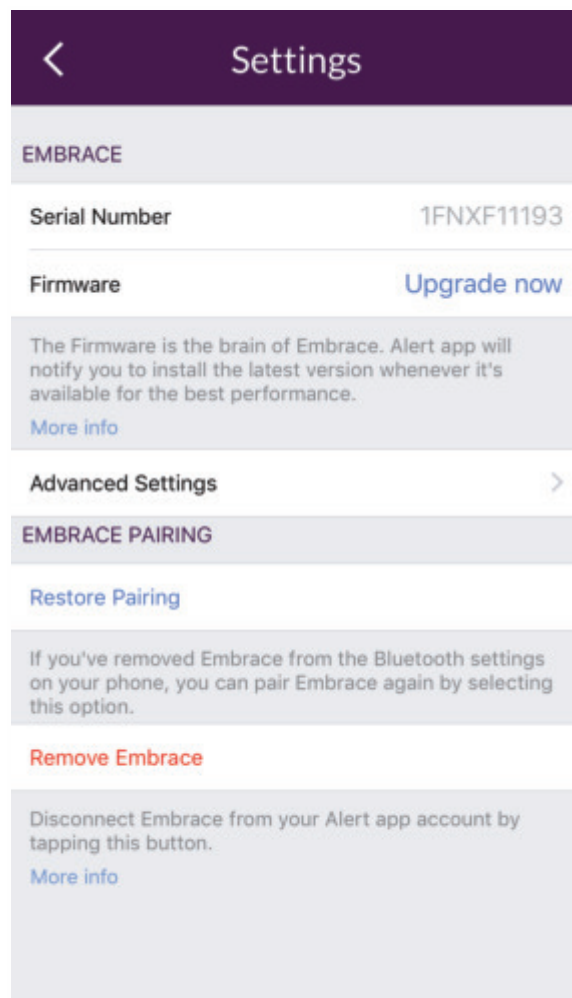 Settings
EMBRACE
Serial Number 1FNXF11193
Firmware Upgrade now
The Firmware is the brain of Embrace. Alert app will
notify you to install the latest version whenever it's
available for the best performance.
More info
Advanced Settings
EMBRACE PAIRING
Restore Pairing
If you've removed Embrace from the Bluetooth settings
on your phone, you can pair Embrace again by selecting
this option.
Remove Embrace
Disconnect Embrace from your Alert app account by
tapping this button.
More info